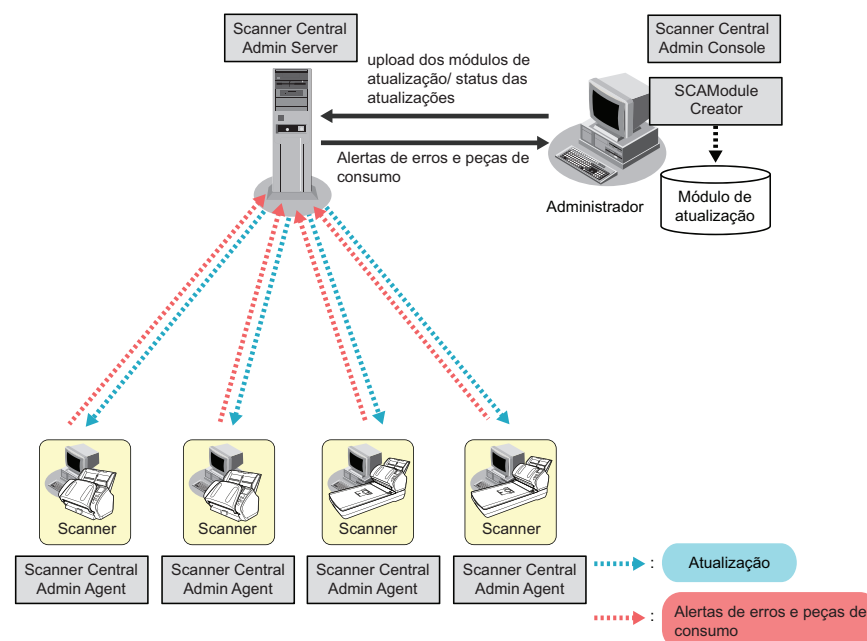 Scanner Central
Admin Server
upload dos módulos de
atualização/ status das
atualizações
Alertas de erros e peças de
consumo
Scanner Central
Admin Console
SCAModule
Creator
Administrador
Módulo de
atualização
Scanner
Scanner
Scanner
Scanner
Scanner Central
Admin Agent
Scanner Central
Admin Agent
Scanner Central
Admin Agent
Scanner Central
Admin Agent
: Atualização
: Alertas de erros e peças de
consumo